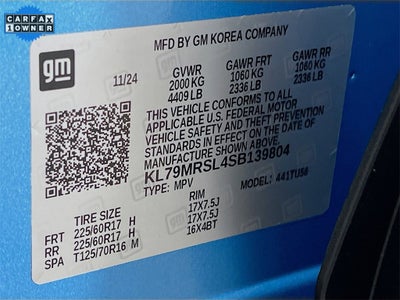 CARFAX
1 OWNER
MFD BY GM KOREA COMPANY
gm
11/24
GVWR GAWR FRT GAWR RR
2000 KG 1060 KG 1060 KG
4409 LB 2336 LB 2336 LB
THIS VEHICLE CONFORMS TO ALL
APPLICABLE U.S. FEDERAL MOTOR
VEHICLE SAFETY AND THEFT PREVENTION
STANDARDS IN EFFECT ON THE DATE OF
MANUFACTURE SHOWN ABOVE
KL79MRSL4SB139804
TYPE: MPV MODEL: 441TU58
TIRE SIZE RIM
FRT 225/60R17 H 17X7.5J
RR 225/60R17 H 17X7.5J
SPA T125/70R16 M 16X4BT